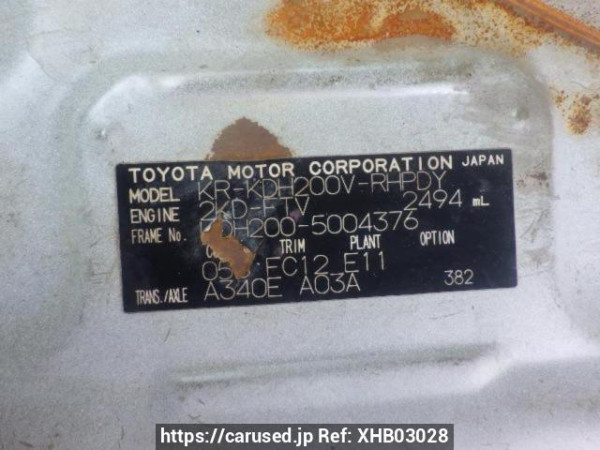 TOYOTA MOTOR CORPORATION JAPAN
MODEL KR-KDH200V-RHPDY
ENGINE 2KD-FTV 2494 mL
FRAME No. KDH200-5004376
TRIM PLANT OPTION
EC12 E11
TRANS./AXLE A340E A03A 382
https://carused.jp Ref: XHB03028